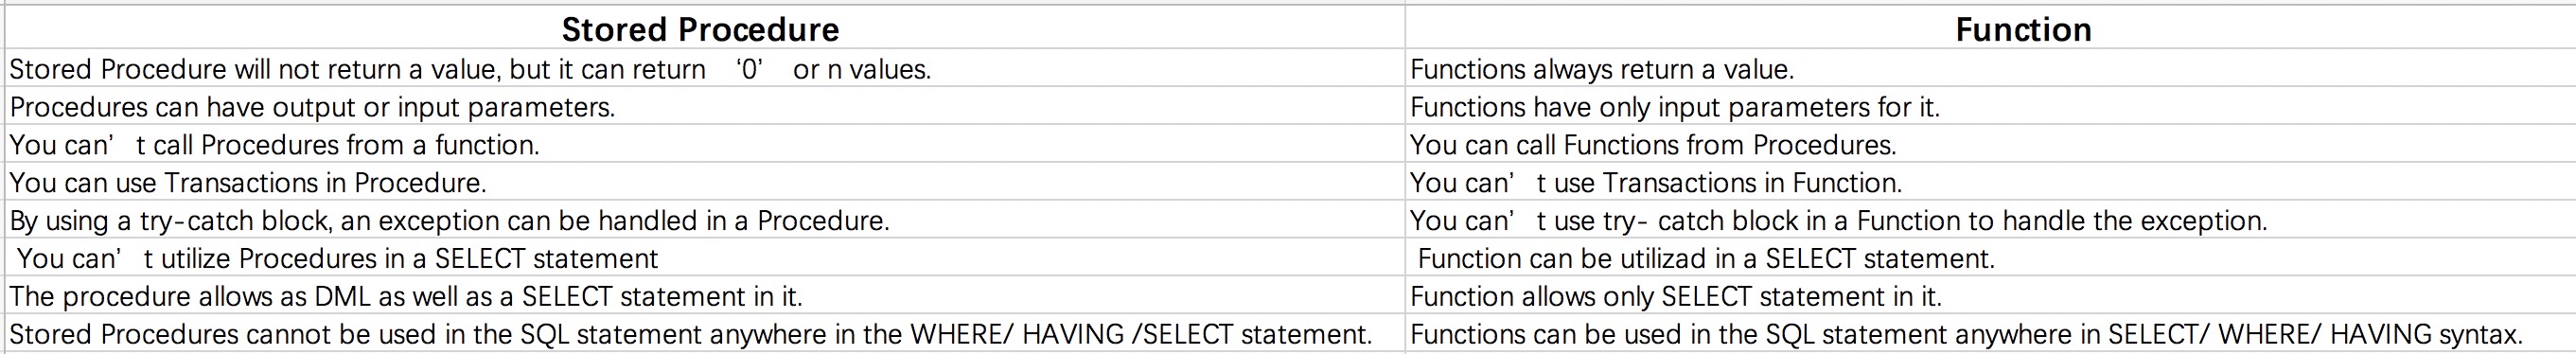 Stored Procedure Function
Stored Procedure will not return a value, but it can return ‘0’ or n values. Functions always return a value.
Procedures can have output or input parameters. Functions have only input parameters for it.
You can’ t call Procedures from a function. You can call Functions from Procedures.
You can use Transactions in Procedure. You can’ t use Transactions in Function.
By using a try-catch block, an exception can be handled in a Procedure. You can’ t use try- catch block in a Function to handle the exception.
You can’ t utilize Procedures in a SELECT statement Function can be utilizad in a SELECT statement.
The procedure allows as DML as well as a SELECT statement in it. Function allows only SELECT statement in it.
Stored Procedures cannot be used in the SQL statement anywhere in the WHERE/ HAVING /SELECT statement. Functions can be used in the SQL statement anywhere in SELECT/ WHERE/ HAVING syntax.